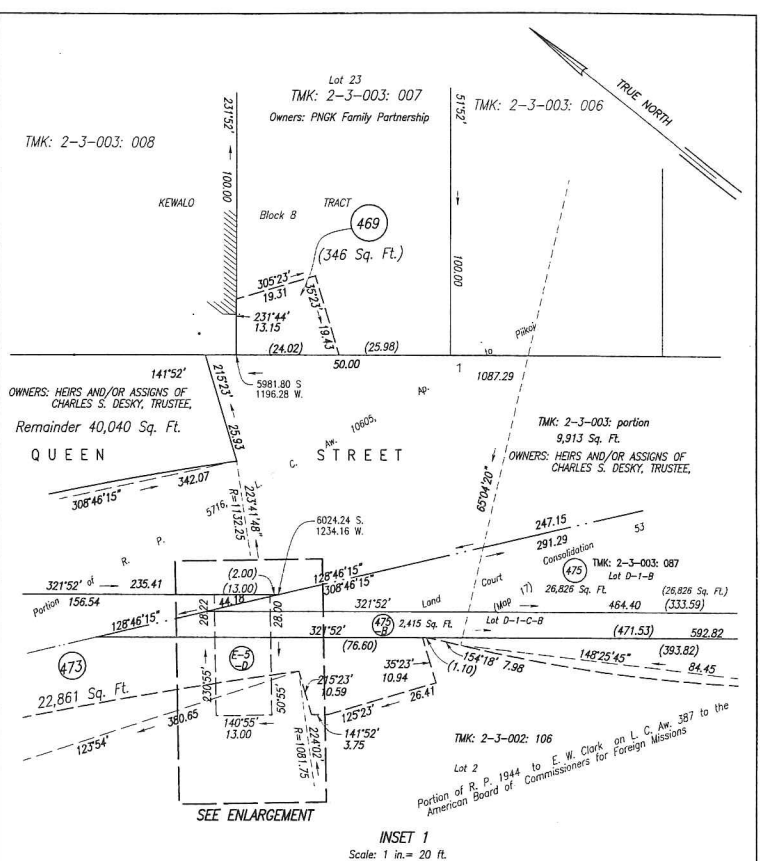 TRUE NORTH
Lot 23
TMK: 2-3-003: 007
Owners: PNGK Family Partnership
TMK: 2-3-003: 008
TMK: 2-3-003: 006
231°52'
100.00
51°52'
100.00
KEWALO
Block 8
TRACT
469
(346 Sq. Ft.)
305°23'
19.31
35°23'
19.43
231°44'
13.15
(24.02)
(25.98)
50.00
1
1087.29
to Piikoi
141°52'
5981.80 S
1196.28 W.
215°23'
25.93
OWNERS: HEIRS AND/OR ASSIGNS OF
CHARLES S. DESKY, TRUSTEE,
Remainder 40,040 Sq. Ft.
QUEEN
STREET
R. P. 5716, L. C. Aw. 10605, Ap.
TMK: 2-3-003: portion
9,913 Sq. Ft.
OWNERS: HEIRS AND/OR ASSIGNS OF
CHARLES S. DESKY, TRUSTEE,
308°46'15"
342.07
223°41'48"
R=1132.25
65°04'20"
6024.24 S.
1234.16 W.
247.15
291.29
Consolidation
53
128°46'15"
308°46'15"
475
TMK: 2-3-003: 087
Lot D-1-B
26,826 Sq. Ft.
(26,826 Sq. Ft.)
321°52'
of
235.41
(2.00)
(13.00)
Portion
156.54
44.18
321°52'
Land
Court
(Map 17)
464.40
(333.59)
128°46'15"
28.22
28.00
321°52'
475
-B
2,415 Sq. Ft.
Lot D-1-C-B
(471.53)
592.82
(76.60)
473
22,861 Sq. Ft.
E-5
-D
230°55'
50°55'
215°23'
10.59
35°23'
10.94
(1.10)
154°18'
7.98
148°25'45"
(393.82)
84.45
26.41
125°23'
380.65
123°54'
140°55'
13.00
141°52'
3.75
224°02'
R=1081.75
TMK: 2-3-002: 106
Lot 2
Portion of R. P. 1944 to E. W. Clark on L. C. Aw. 387 to the
American Board of Commissioners for Foreign Missions
SEE ENLARGEMENT
INSET 1
Scale: 1 in.= 20 ft.